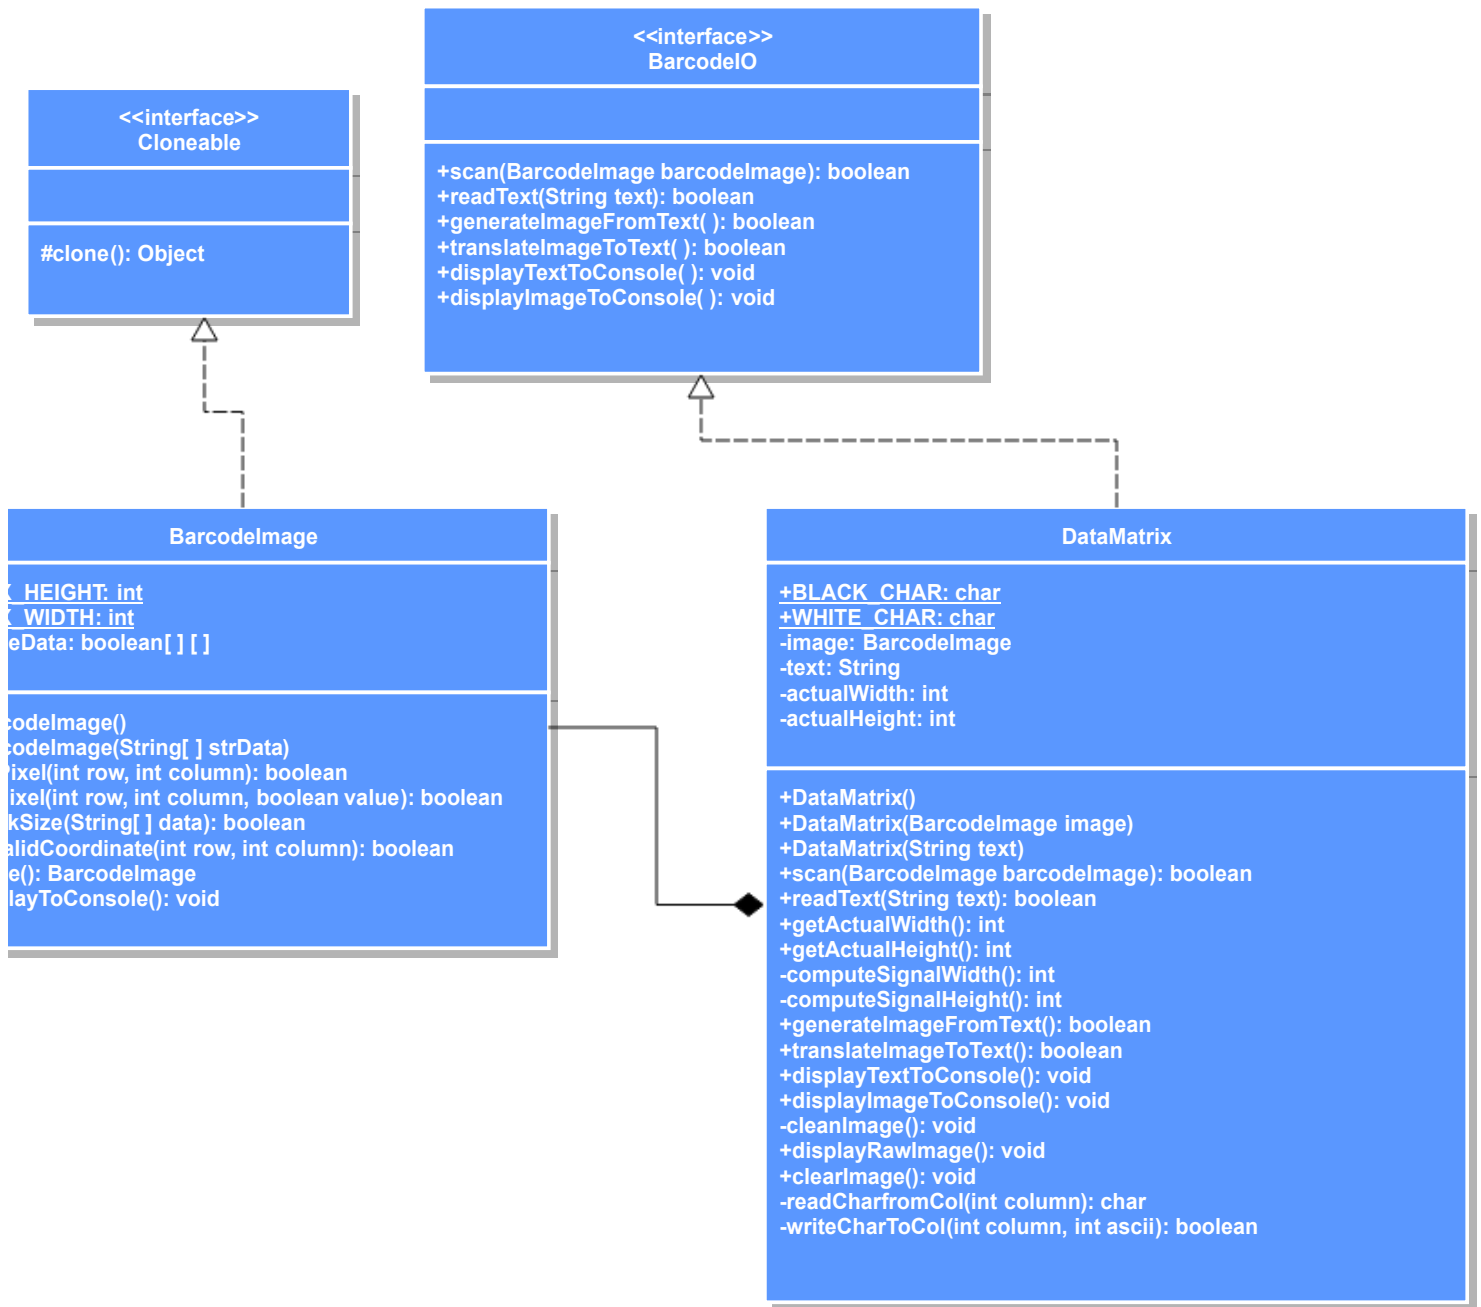 <<interface>>
BarcodeIO
+scan(BarcodeImage barcodeImage): boolean
+readText(String text): boolean
+generateImageFromText( ): boolean
+translateImageToText( ): boolean
+displayTextToConsole( ): void
+displayImageToConsole( ): void
<<interface>>
Cloneable
#clone(): Object
BarcodeImage
_HEIGHT: int
_WIDTH: int
eData: boolean[ ] [ ]
codeImage()
codeImage(String[ ] strData)
Pixel(int row, int column): boolean
ixel(int row, int column, boolean value): boolean
kSize(String[ ] data): boolean
alidCoordinate(int row, int column): boolean
e(): BarcodeImage
layToConsole(): void
DataMatrix
+BLACK_CHAR: char
+WHITE_CHAR: char
-image: BarcodeImage
-text: String
-actualWidth: int
-actualHeight: int
+DataMatrix()
+DataMatrix(BarcodeImage image)
+DataMatrix(String text)
+scan(BarcodeImage barcodeImage): boolean
+readText(String text): boolean
+getActualWidth(): int
+getActualHeight(): int
-computeSignalWidth(): int
-computeSignalHeight(): int
+generateImageFromText(): boolean
+translateImageToText(): boolean
+displayTextToConsole(): void
+displayImageToConsole(): void
-cleanImage(): void
+displayRawImage(): void
+clearImage(): void
-readCharfromCol(int column): char
-writeCharToCol(int column, int ascii): boolean